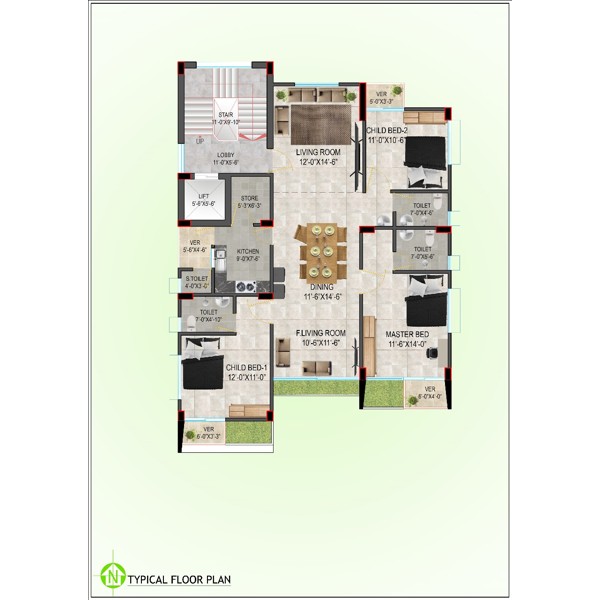 STAIR
11'-0"X9'-10"
UP
LOBBY
11'-0"X5'-6"
LIFT
5'-6"X5'-6"
STORE
5'-3"X6'-3"
VER
5'-6"X4'-6"
KITCHEN
9'-0"X7'-6"
S.TOILET
4'-0"X3'-0"
TOILET
7'-0"X4'-10"
CHILD BED-1
12'-0"X11'-0"
VER
6'-0"X3'-3"
LIVING ROOM
12'-0"X14'-6"
DINING
11'-6"X14'-6"
F.LIVING ROOM
10'-6"X11'-6"
VER
5'-0"X3'-3"
CHILD BED-2
11'-0"X10'-6"
TOILET
7'-0"X4'-6"
TOILET
7'-0"X6'-6"
MASTER BED
11'-6"X14'-0"
VER
6'-0"X4'-0"
N
TYPICAL FLOOR PLAN